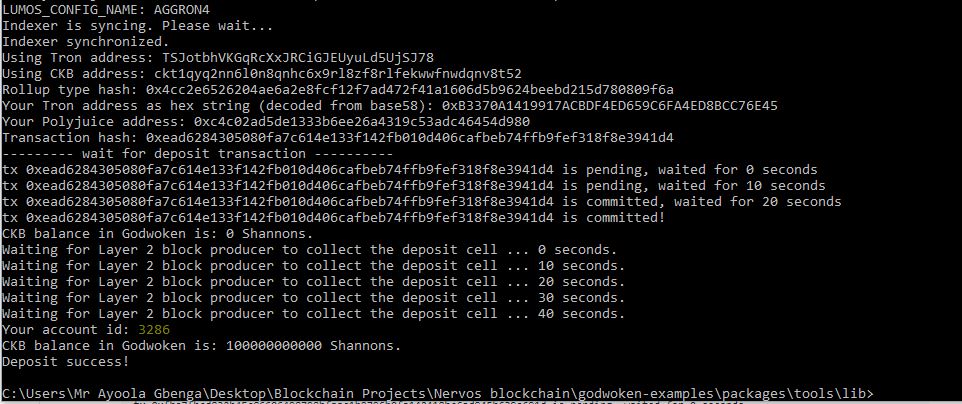 LUMOS_CONFIG_NAME: AGGRON4
Indexer is syncing. Please wait...
Indexer synchronized.
Using Tron address: TSJotbhVKGqRcXxJRCiGJEUyuLd5UjSJ78
Using CKB address: ckt1qyq2nn6l0n8qnhc6x9rl8zf8rlfekwwfnwdqnv8t52
Rollup type hash: 0x4cc2e6526204ae6a2e8fcf12f7ad472f41a1606d5b9624beebd215d780809f6a
Your Tron address as hex string (decoded from base58): 0xB3370A1419917ACBDF4ED659C6FA4ED8BCC76E45
Your Polyjuice address: 0xc4c02ad5de1333b6ee26a4319c53adc46454d980
Transaction hash: 0xead6284305080fa7c614e133f142fb010d406cafbeb74ffb9fef318f8e3941d4
--------- wait for deposit transaction ----------
tx 0xead6284305080fa7c614e133f142fb010d406cafbeb74ffb9fef318f8e3941d4 is pending, waited for 0 seconds
tx 0xead6284305080fa7c614e133f142fb010d406cafbeb74ffb9fef318f8e3941d4 is pending, waited for 10 seconds
tx 0xead6284305080fa7c614e133f142fb010d406cafbeb74ffb9fef318f8e3941d4 is committed, waited for 20 seconds
tx 0xead6284305080fa7c614e133f142fb010d406cafbeb74ffb9fef318f8e3941d4 is committed!
CKB balance in Godwoken is: 0 Shannons.
Waiting for Layer 2 block producer to collect the deposit cell ... 0 seconds.
Waiting for Layer 2 block producer to collect the deposit cell ... 10 seconds.
Waiting for Layer 2 block producer to collect the deposit cell ... 20 seconds.
Waiting for Layer 2 block producer to collect the deposit cell ... 30 seconds.
Waiting for Layer 2 block producer to collect the deposit cell ... 40 seconds.
Your account id: 3286
CKB balance in Godwoken is: 100000000000 Shannons.
Deposit success!
C:\Users\Mr Ayoola Gbenga\Desktop\Blockchain Projects\Nervos blockchain\godwoken-examples\packages\tools\lib>